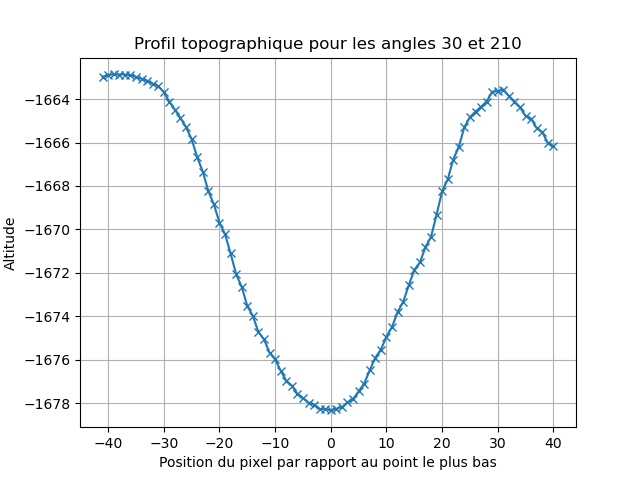 Profil topographique pour les angles 30 et 210
−1664
−1666
−1668
−1670
−1672
−1674
−1676
−1678
Altitude
−40 −30 −20 −10 0 10 20 30 40
Position du pixel par rapport au point le plus bas